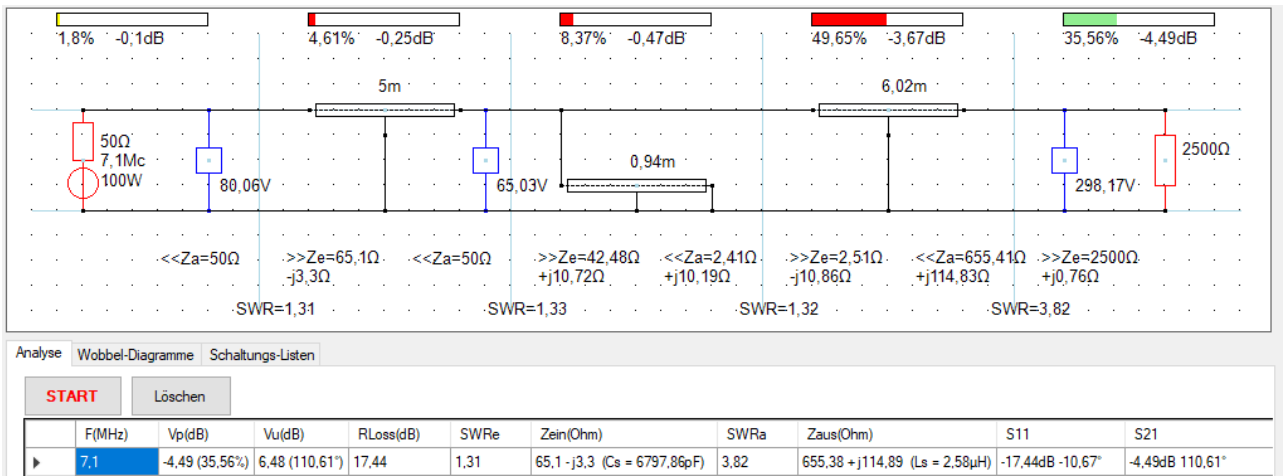 1,8% -0,1dB 4,61% -0,25dB 8,37% -0,47dB 49,65% -3,67dB 35,56% -4,49dB
5m 6,02m
50Ω
7,1Mc
100W
80,06V
65,03V
0,94m
298,17V
2500Ω
<<Za=50Ω >>Ze=65,1Ω <<Za=50Ω >>Ze=42,48Ω <<Za=2,41Ω >>Ze=2,51Ω <<Za=655,41Ω >>Ze=2500Ω
-j3,3Ω +j10,72Ω +j10,19Ω -j10,86Ω +j114,83Ω +j0,76Ω
SWR=1,31 SWR=1,33 SWR=1,32 SWR=3,82
Analyse Wobbel-Diagramme Schaltungs-Listen
START Löschen
F(MHz) Vp(dB) Vu(dB) RLoss(dB) SWRe Zein(Ohm) SWRa Zaus(Ohm) S11 S21
7,1 -4,49 (35,56%) 6,48 (110,61°) 17,44 1,31 65,1 -j3,3 (Cs = 6797,86pF) 3,82 655,38 +j114,89 (Ls = 2,58µH) -17,44dB -10,67° -4,49dB 110,61°